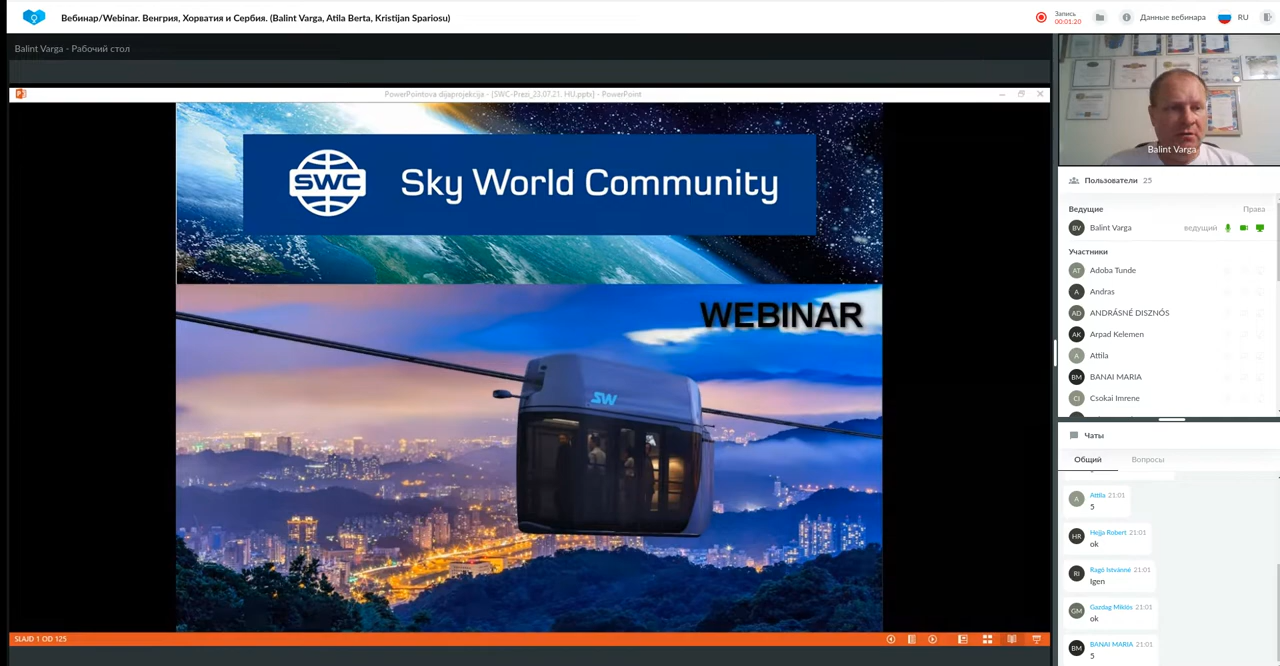 Вебинар/Webinar. Венгрия, Хорватия и Сербия. (Balint Varga, Atila Berta, Kristijan Spariosu)
Запись
00:01:20
Данные вебинара
RU
Balint Varga - Рабочий стол
PowerPointova dijaprojekcija - [SWC-Prezi_23.07.21. HU.pptx] - PowerPoint
SWC
Sky World Community
WEBINAR
SW
SLAJD 1 OD 125
Balint Varga
Пользователи 25
Ведущие
Права
BV Balint Varga ведущий
Участники
AT Adoba Tunde
A Andras
AD ANDRÁSNÉ DISZNÓS
AK Arpad Kelemen
A Attila
BM BANAI MARIA
CI Csokai Imrene
Чаты
Общий
Вопросы
A Attila 21:01
5
HR Hejja Robert 21:01
ok
RI Ragó Istvánné 21:01
Igen
GM Gazdag Miklós 21:01
ok
BM BANAI MARIA 21:01
5